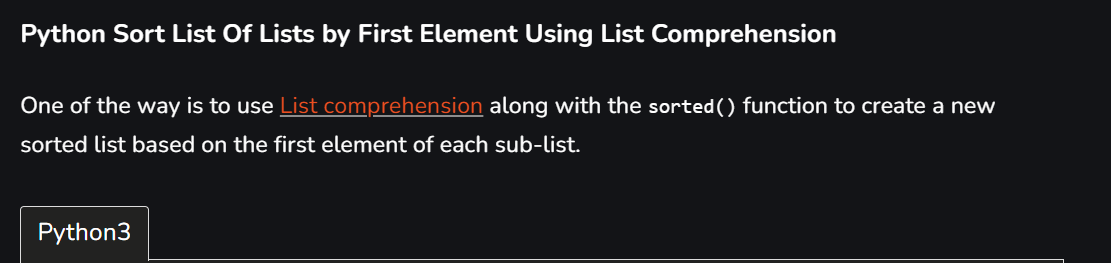 Python Sort List Of Lists by First Element Using List Comprehension
One of the way is to use List comprehension along with the sorted() function to create a new
sorted list based on the first element of each sub-list.
Python3